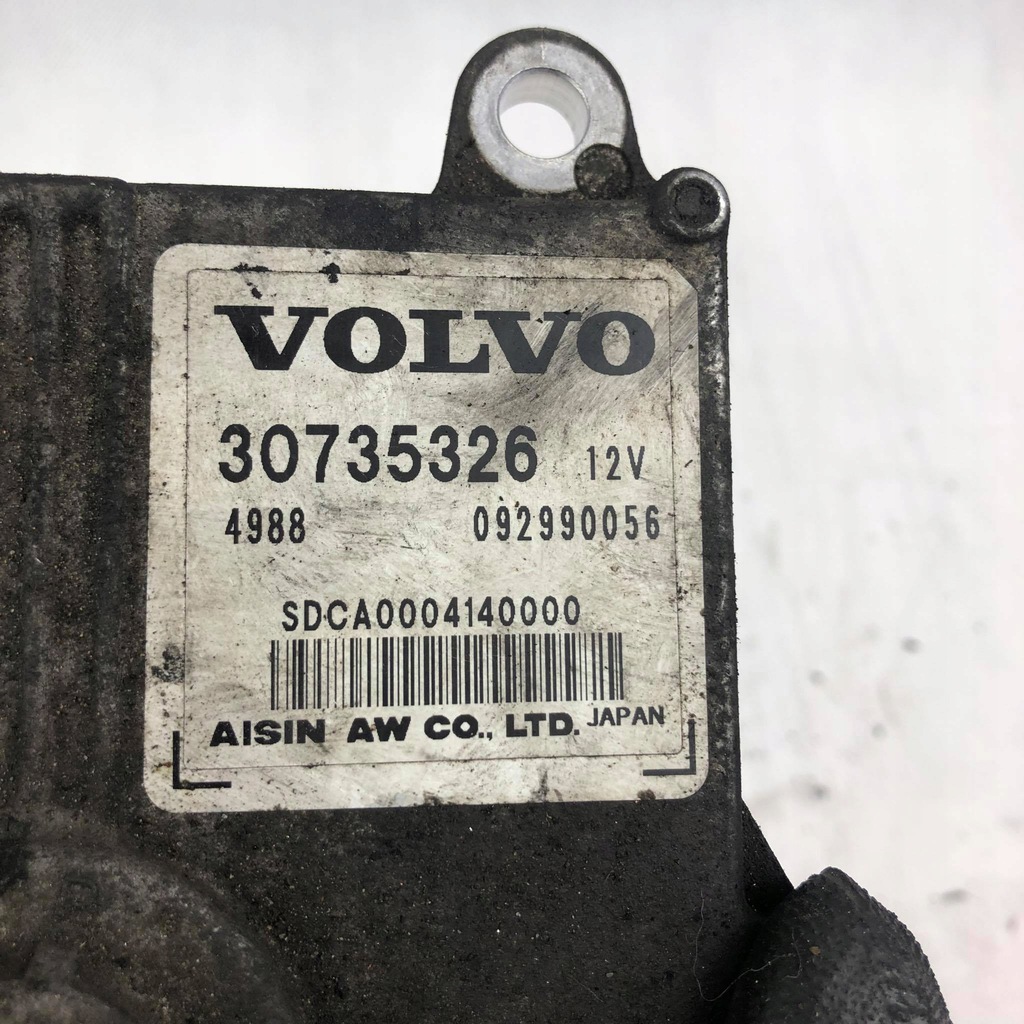 VOLVO
30735326 12V
4988 092990056
SDCA0004140000
AISIN AW CO., LTD. JAPAN